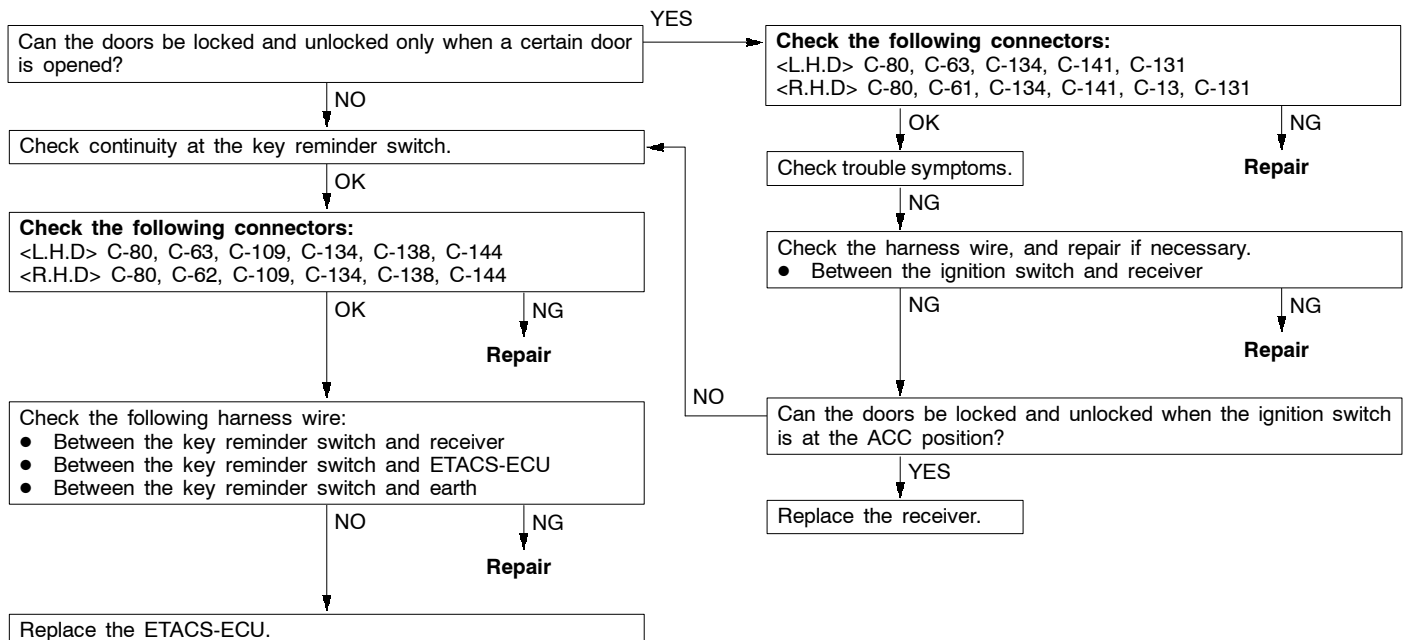 Can the doors be locked and unlocked only when a certain door
is opened?
YES
NO
Check continuity at the key reminder switch.
OK
Check the following connectors:
<L.H.D> C-80, C-63, C-109, C-134, C-138, C-144
<R.H.D> C-80, C-62, C-109, C-134, C-138, C-144
OK
NG
Repair
Check the following harness wire:
● Between the key reminder switch and receiver
● Between the key reminder switch and ETACS-ECU
● Between the key reminder switch and earth
NO
NG
Repair
Replace the ETACS-ECU.
Check the following connectors:
<L.H.D> C-80, C-63, C-134, C-141, C-131
<R.H.D> C-80, C-61, C-134, C-141, C-13, C-131
OK
NG
Repair
Check trouble symptoms.
NG
Check the harness wire, and repair if necessary.
● Between the ignition switch and receiver
NG
NG
Repair
NO
Can the doors be locked and unlocked when the ignition switch
is at the ACC position?
YES
Replace the receiver.